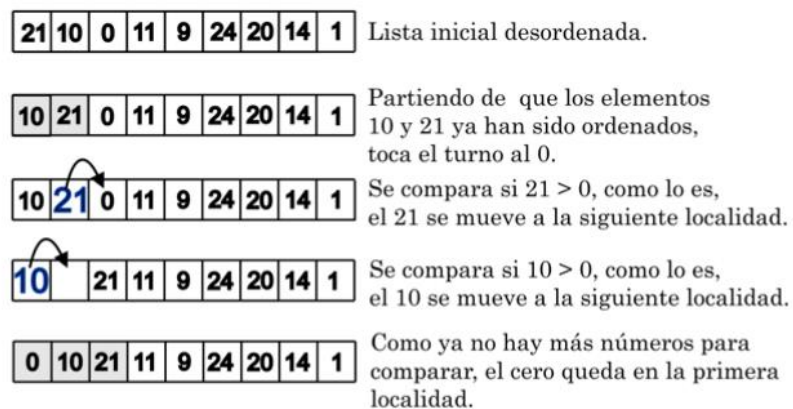 21 10 0 11 9 24 20 14 1 Lista inicial desordenada.
10 21 0 11 9 24 20 14 1
Partiendo de que los elementos
10 y 21 ya han sido ordenados,
toca el turno al 0.
10 21 0 11 9 24 20 14 1
Se compara si 21 > 0, como lo es,
el 21 se mueve a la siguiente localidad.
10 21 11 9 24 20 14 1
Se compara si 10 > 0, como lo es,
el 10 se mueve a la siguiente localidad.
0 10 21 11 9 24 20 14 1
Como ya no hay más números para
comparar, el cero queda en la primera
localidad.